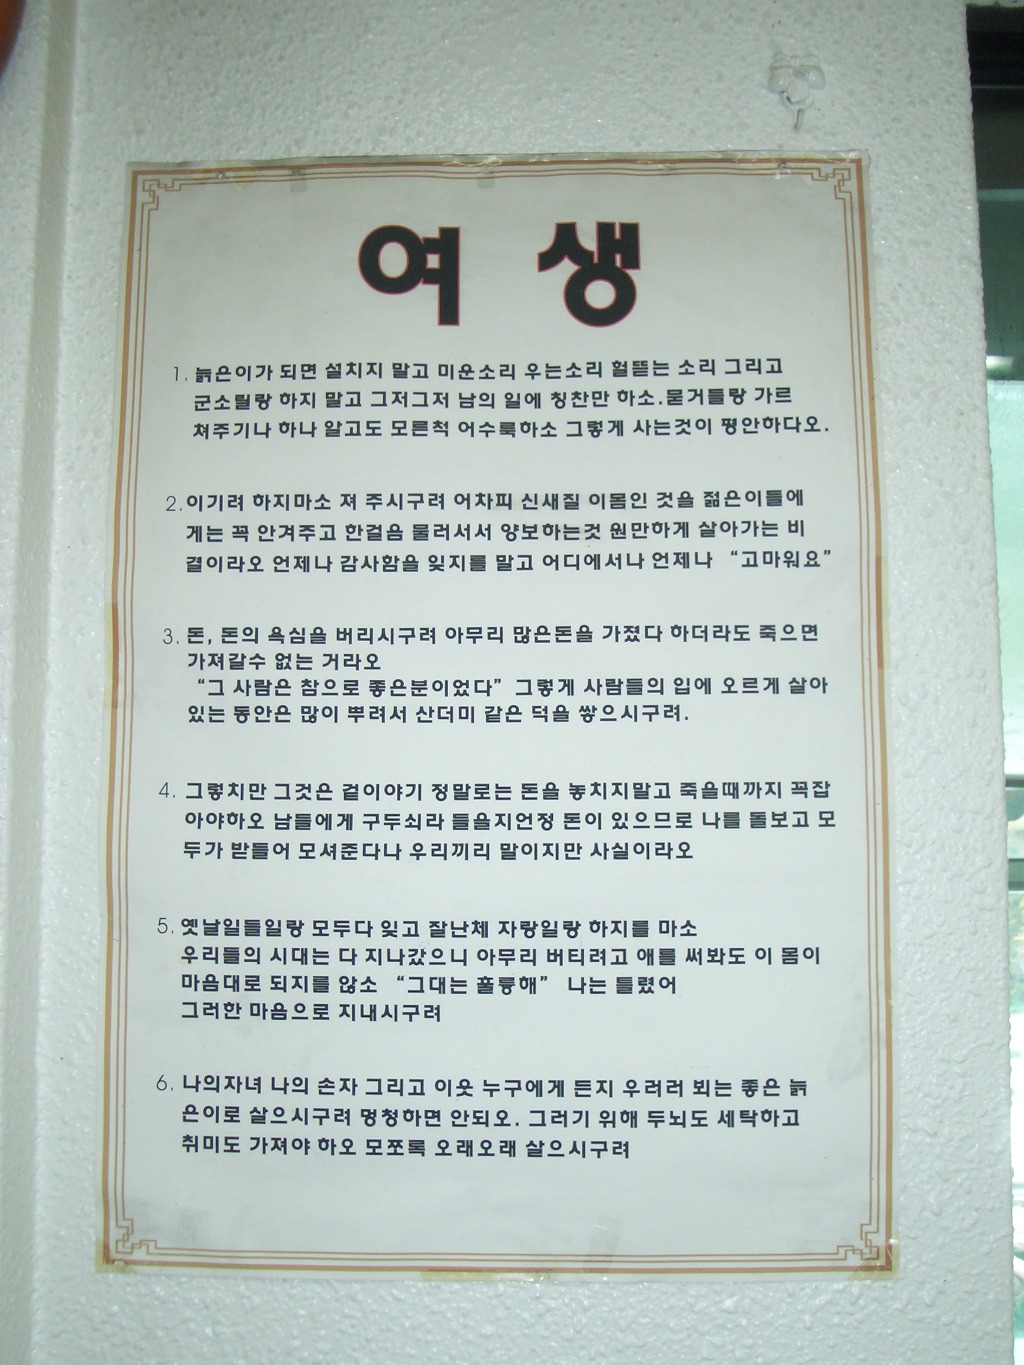 여 생
1. 늙은이가 되면 설치지 말고 미운소리 우는소리 헐뜯는 소리 그리고
군소릴랑 하지 말고 그저그저 남의 일에 칭찬만 하소.묻거들랑 가르
쳐주기나 하나 알고도 모른척 어수룩하소 그렇게 사는것이 평안하다오.
2. 이기려 하지마소 져 주시구려 어차피 신새질 이몸인 것을 젊은이들에
게는 꼭 안겨주고 한걸음 물러서서 양보하는것 원만하게 살아가는 비
결이라오 언제나 감사함을 잊지를 말고 어디에서나 언제나 “고마워요”
3. 돈, 돈의 욕심을 버리시구려 아무리 많은돈을 가졌다 하더라도 죽으면
가져갈수 없는 거라오
“그 사람은 참으로 좋은분이었다” 그렇게 사람들의 입에 오르게 살아
있는 동안은 많이 뿌려서 산더미 같은 덕을 쌓으시구려.
4. 그렇치만 그것은 겉이야기 정말로는 돈을 놓치지말고 죽을때까지 꼭잡
아야하오 남들에게 구두쇠라 들을지언정 돈이 있으므로 나를 돌보고 모
두가 받들어 모셔준다나 우리끼리 말이지만 사실이라오
5. 옛날일들일랑 모두다 잊고 잘난체 자랑일랑 하지를 마소
우리들의 시대는 다 지나갔으니 아무리 버티려고 애를 써봐도 이 몸이
마음대로 되지를 않소 “그대는 훌륭해” 나는 틀렸어
그러한 마음으로 지내시구려
6. 나의자녀 나의 손자 그리고 이웃 누구에게 든지 우러러 뵈는 좋은 늙
은이로 살으시구려 멍청하면 안되오. 그러기 위해 두뇌도 세탁하고
취미도 가져야 하오 모쪼록 오래오래 살으시구려